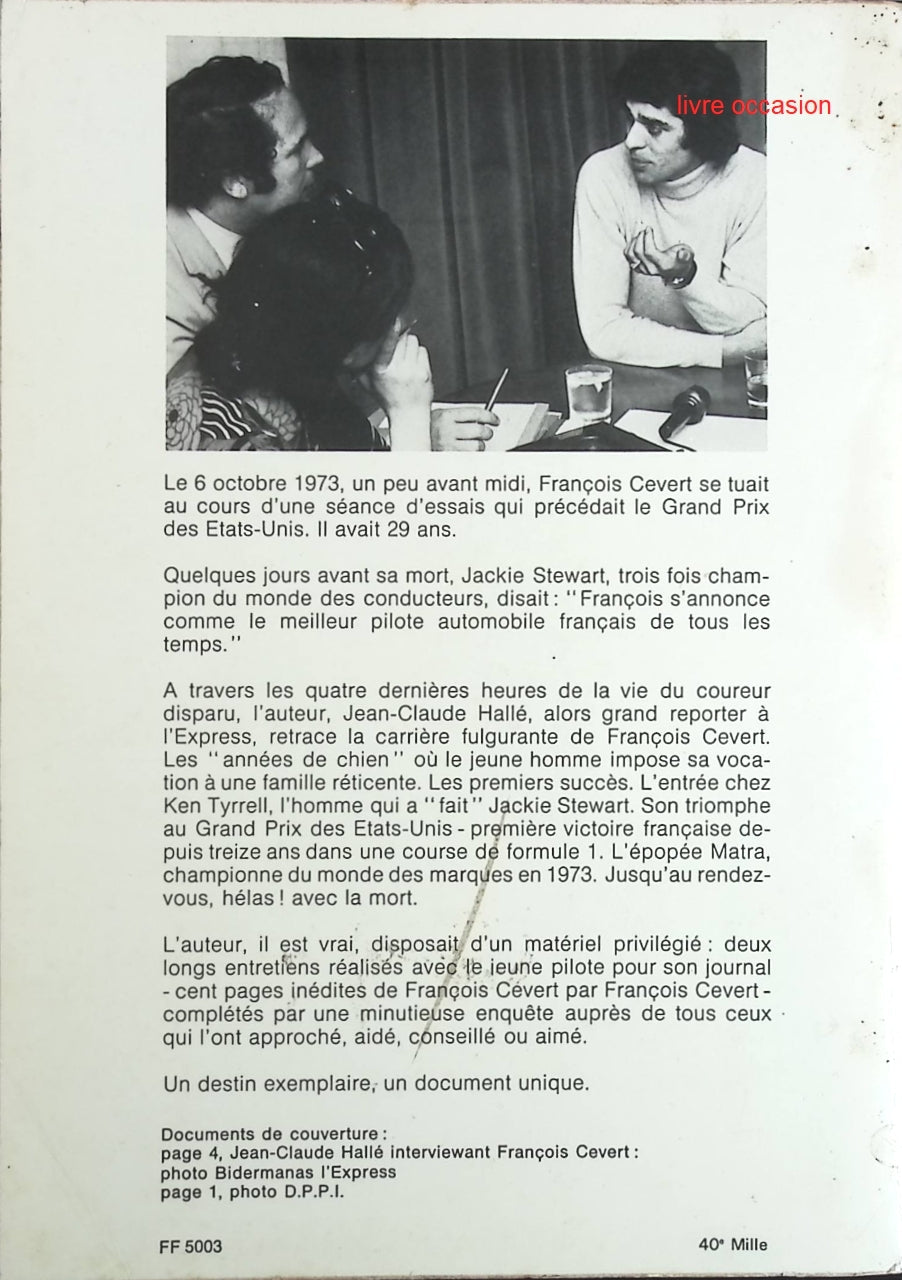 livre occasion
Le 6 octobre 1973, un peu avant midi, François Cevert se tuait
au cours d'une séance d'essais qui précédait le Grand Prix
des Etats-Unis. Il avait 29 ans.
Quelques jours avant sa mort, Jackie Stewart, trois fois cham-
pion du monde des conducteurs, disait : "François s'annonce
comme le meilleur pilote automobile français de tous les
temps."
A travers les quatre dernières heures de la vie du coureur
disparu, l'auteur, Jean-Claude Hallé, alors grand reporter à
l'Express, retrace la carrière fulgurante de François Cevert.
Les "années de chien" où le jeune homme impose sa voca-
tion à une famille réticente. Les premiers succès. L'entrée chez
Ken Tyrrell, l'homme qui a "fait" Jackie Stewart. Son triomphe
au Grand Prix des Etats-Unis - première victoire française de-
puis treize ans dans une course de formule 1. L'épopée Matra,
championne du monde des marques en 1973. Jusqu'au rendez-
vous, hélas ! avec la mort.
L'auteur, il est vrai, disposait d'un matériel privilégié : deux
longs entretiens réalisés avec le jeune pilote pour son journal
- cent pages inédites de François Cevert par François Cevert -
complétés par une minutieuse enquête auprès de tous ceux
qui l'ont approché, aidé, conseillé ou aimé.
Un destin exemplaire, un document unique.
Documents de couverture :
page 4, Jean-Claude Hallé interviewant François Cevert :
photo Bidermanas l'Express
page 1, photo D.P.P.I.
FF 5003
40e Mille